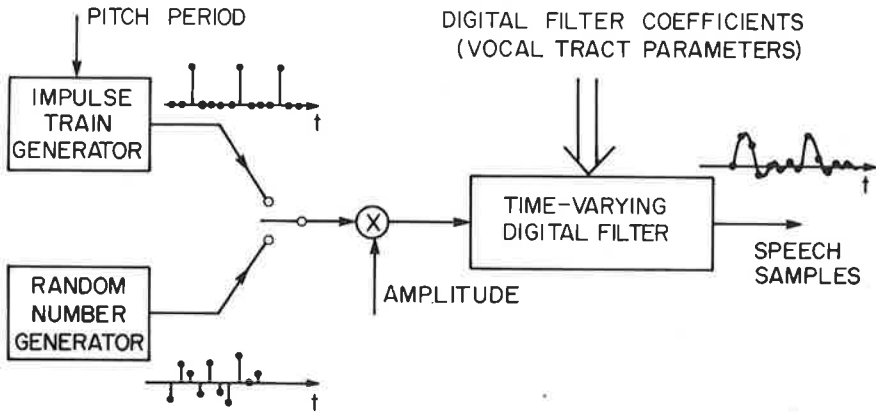 PITCH PERIOD
DIGITAL FILTER COEFFICIENTS
(VOCAL TRACT PARAMETERS)
IMPULSE
TRAIN
GENERATOR
t
t
X
TIME-VARYING
DIGITAL FILTER
SPEECH
SAMPLES
AMPLITUDE
RANDOM
NUMBER
GENERATOR
t